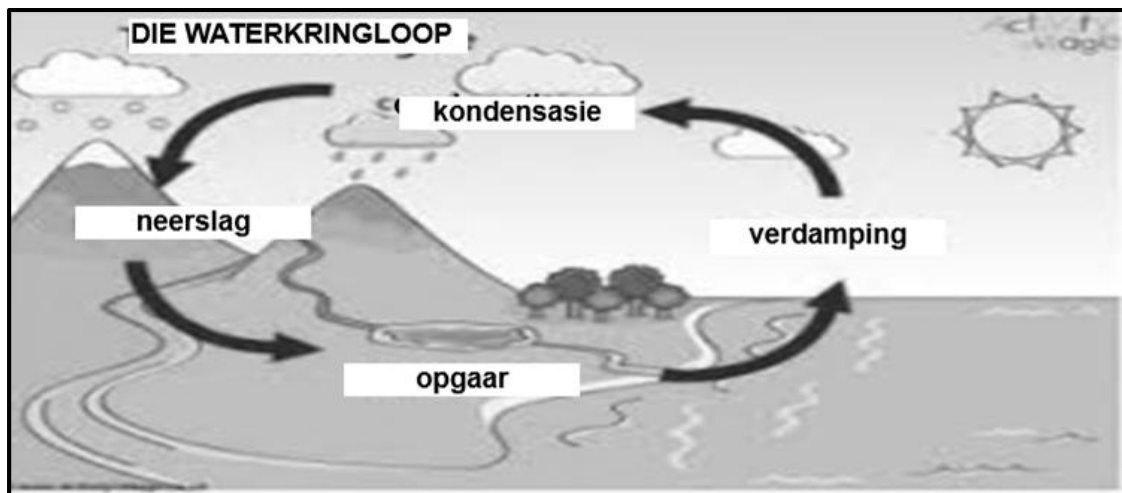 DIE WATERKRINGLOOP
kondensasie
neerslag
verdamping
opgaar